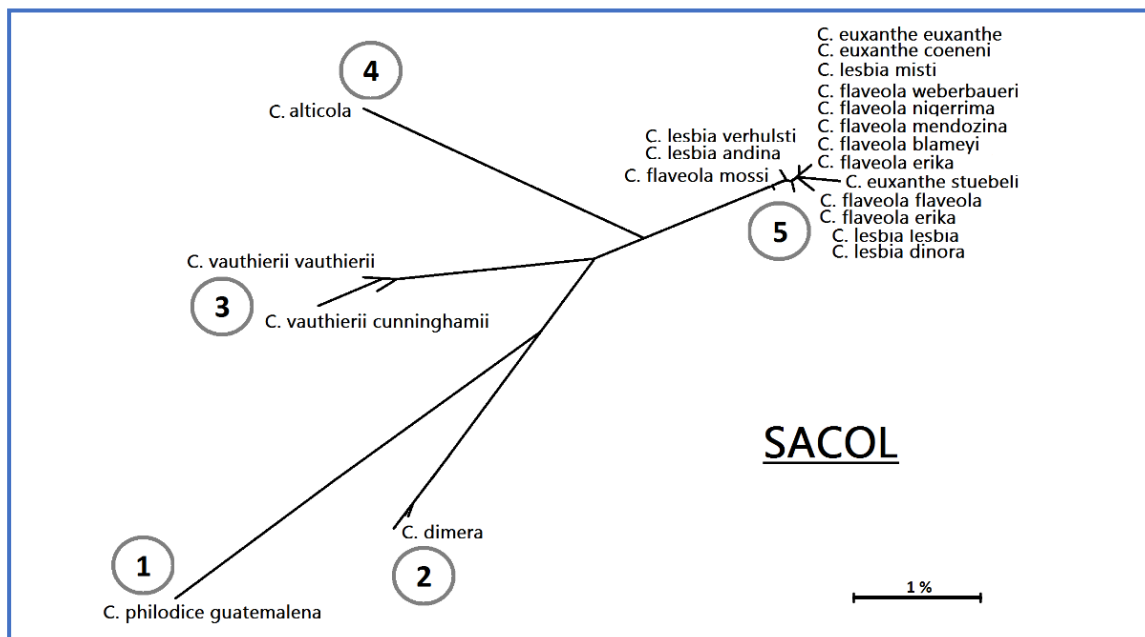 C. euxanthe euxanthe
C. euxanthe coeneni
C. lesbia misti
C. flaveola weberbaueri
C. flaveola nigerrima
C. flaveola mendozina
C. flaveola blameyi
C. flaveola erika
C. euxanthe stuebeli
C. flaveola flaveola
C. flaveola erika
C. lesbia lesbia
C. lesbia dinora
C. lesbia verhulsti
C. lesbia andina
C. flaveola mossi
5
4
C. alticola
C. vauthierii vauthierii
3
C. vauthierii cunninghamii
SACOL
C. dimera
2
1
C. philodice guatemalena
1 %